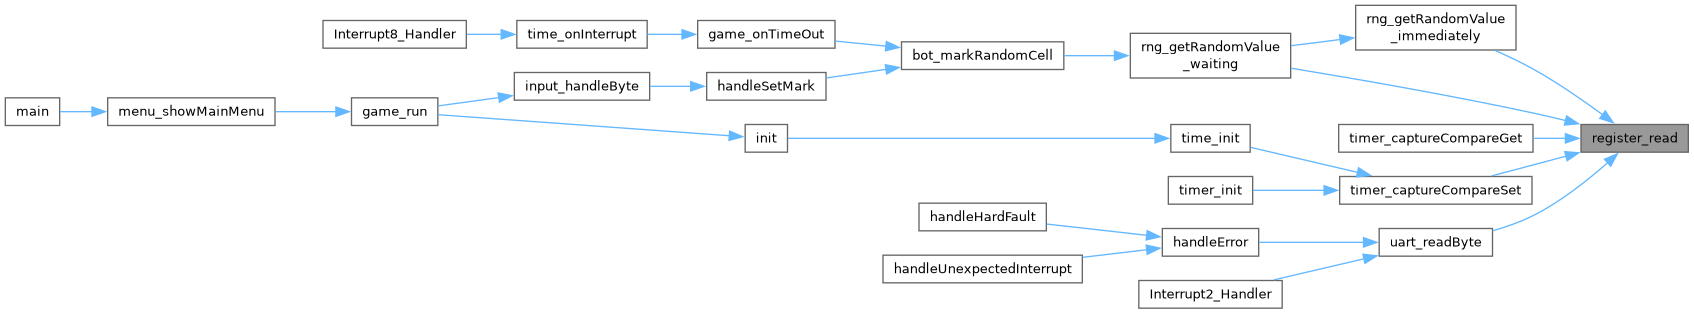 rng_getRandomValue
_immediately
Interrupt8_Handler
time_onInterrupt
game_onTimeOut
bot_markRandomCell
rng_getRandomValue
_waiting
input_handleByte
handleSetMark
main
menu_showMainMenu
game_run
init
time_init
timer_captureCompareGet
register_read
timer_init
timer_captureCompareSet
handleHardFault
handleError
uart_readByte
handleUnexpectedInterrupt
Interrupt2_Handler